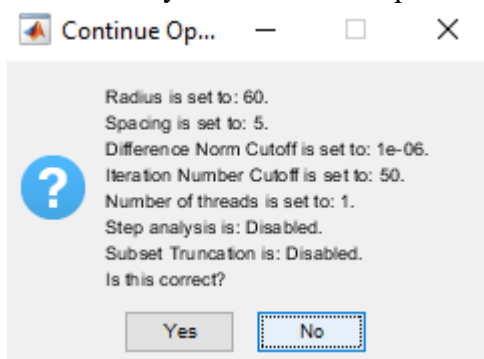 Continue Op...
Radius is set to: 60.
Spacing is set to: 5.
Difference Norm Cutoff is set to: 1e-06.
Iteration Number Cutoff is set to: 50.
Number of threads is set to: 1.
Step analysis is: Disabled.
Subset Truncation is: Disabled.
Is this correct?
Yes No